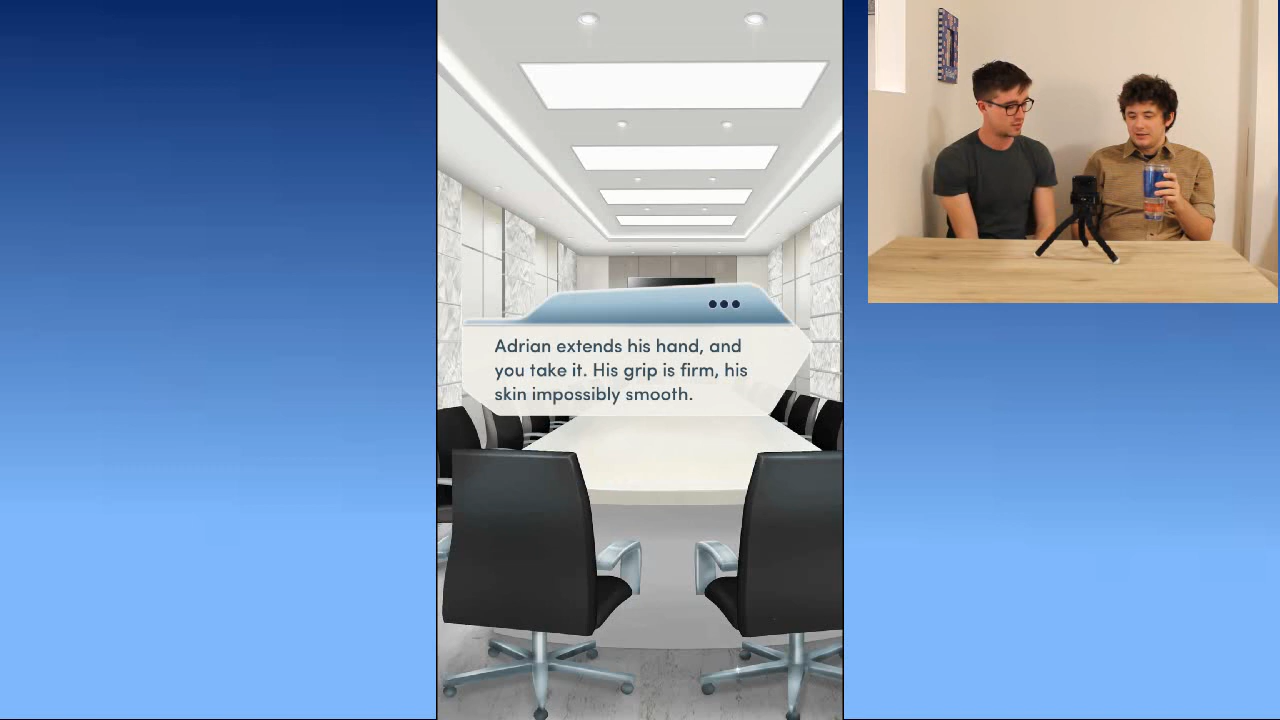 Adrian extends his hand, and
you take it. His grip is firm, his
skin impossibly smooth.